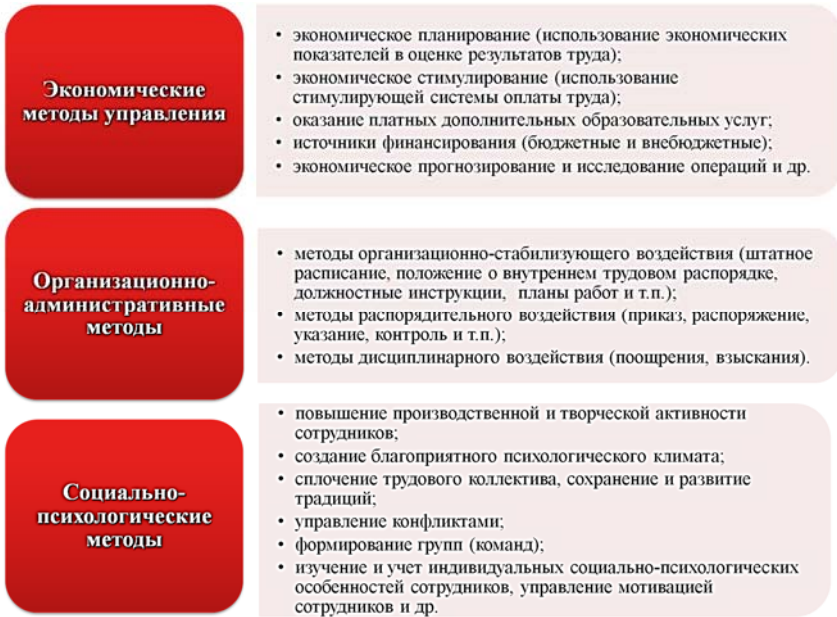 Экономические
методы управления
• экономическое планирование (использование экономических
показателей в оценке результатов труда);
• экономическое стимулирование (использование
стимулирующей системы оплаты труда);
• оказание платных дополнительных образовательных услуг;
• источники финансирования (бюджетные и внебюджетные);
• экономическое прогнозирование и исследование операций и др.
Организационно-
административные
методы
• методы организационно-стабилизующего воздействия (штатное
расписание, положение о внутреннем трудовом распорядке,
должностные инструкции, планы работ и т.п.);
• методы распорядительного воздействия (приказ, распоряжение,
указание, контроль и т.п.);
• методы дисциплинарного воздействия (поощрения, взыскания).
Социально-
психологические
методы
• повышение производственной и творческой активности
сотрудников;
• создание благоприятного психологического климата;
• сплочение трудового коллектива, сохранение и развитие
традиций;
• управление конфликтами;
• формирование групп (команд);
• изучение и учет индивидуальных социально-психологических
особенностей сотрудников, управление мотивацией
сотрудников и др.